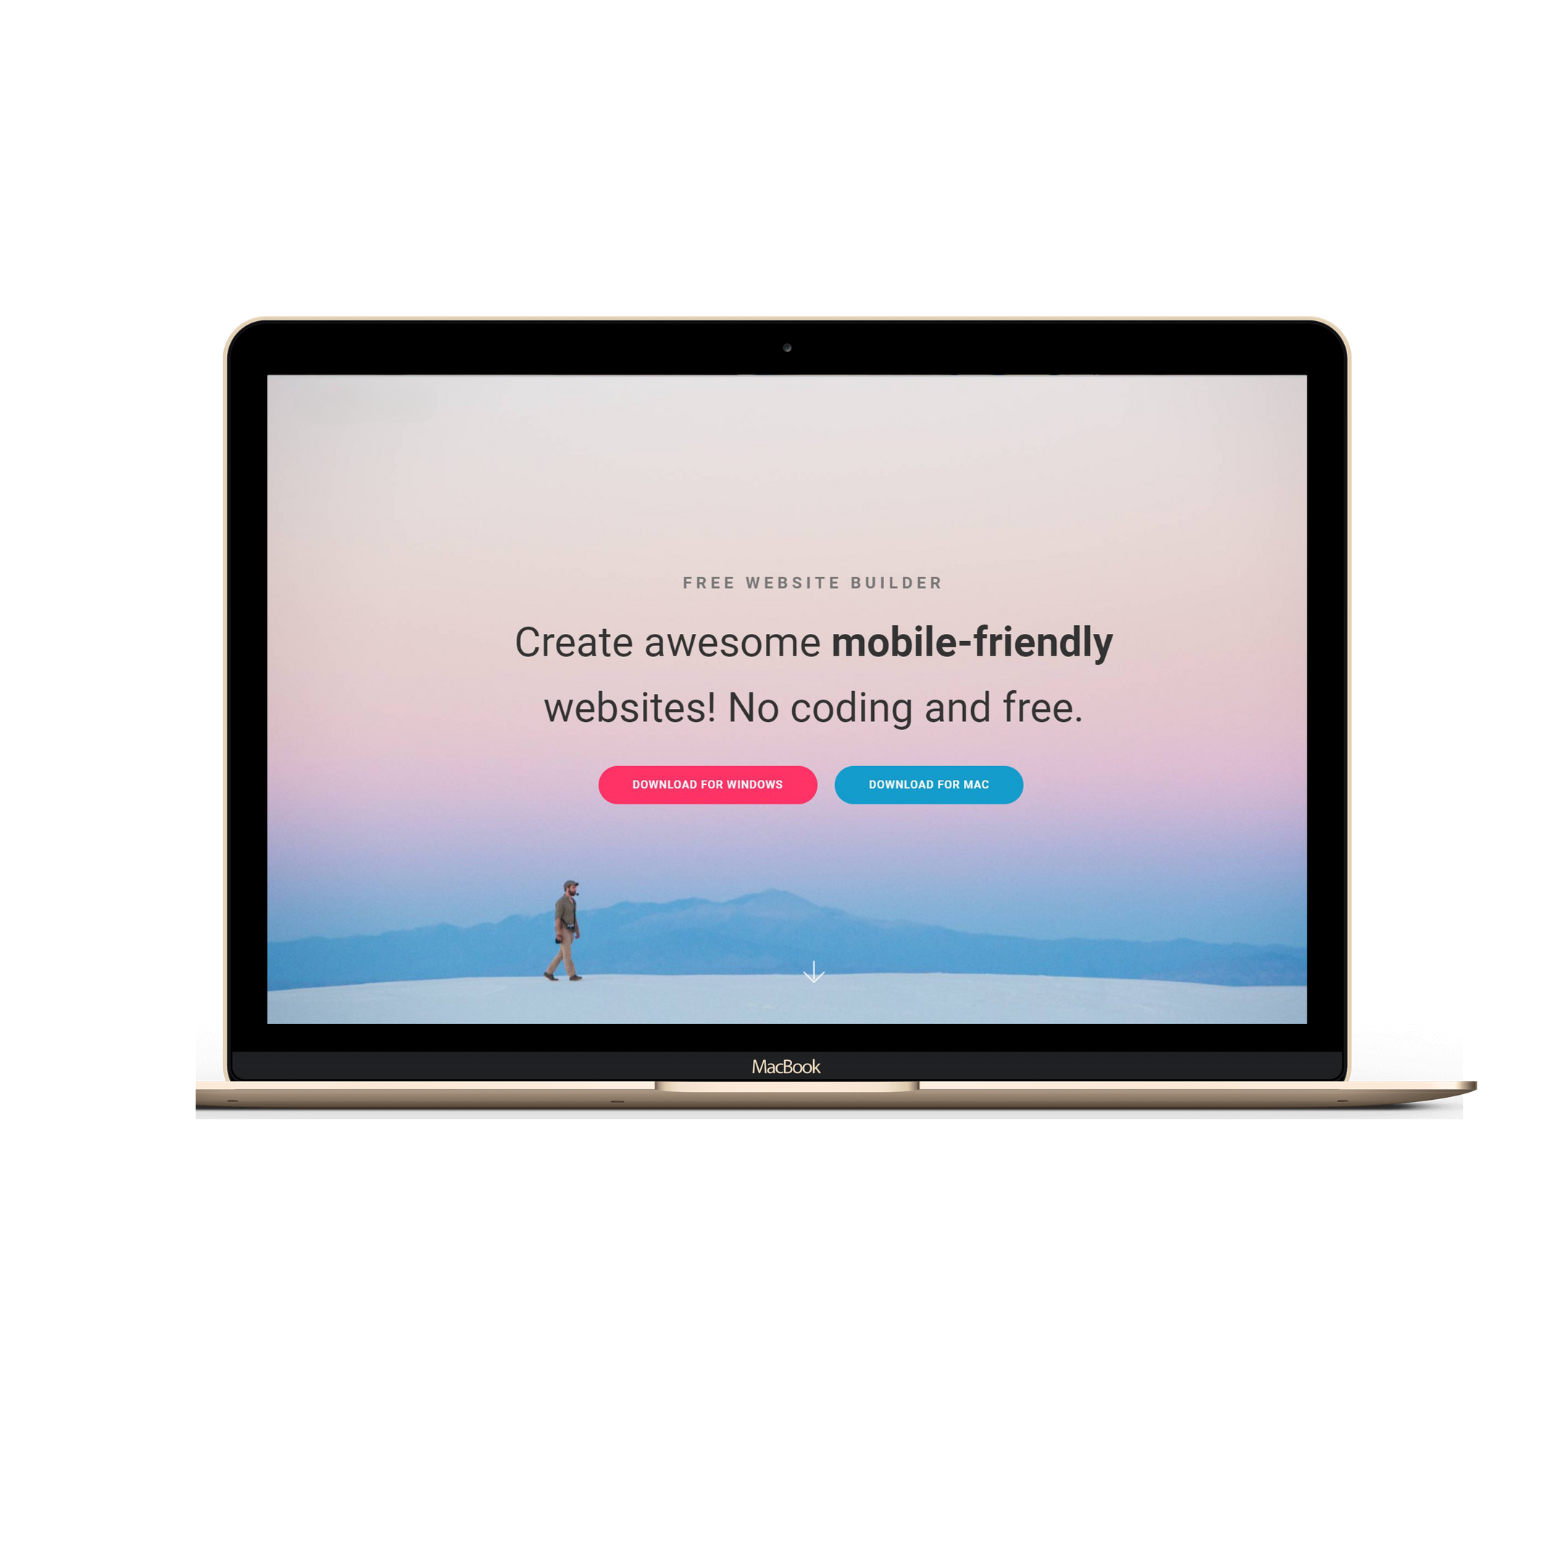 FREE WEBSITE BUILDER
Create awesome mobile-friendly
websites! No coding and free.
DOWNLOAD FOR WINDOWS DOWNLOAD FOR MAC
MacBook